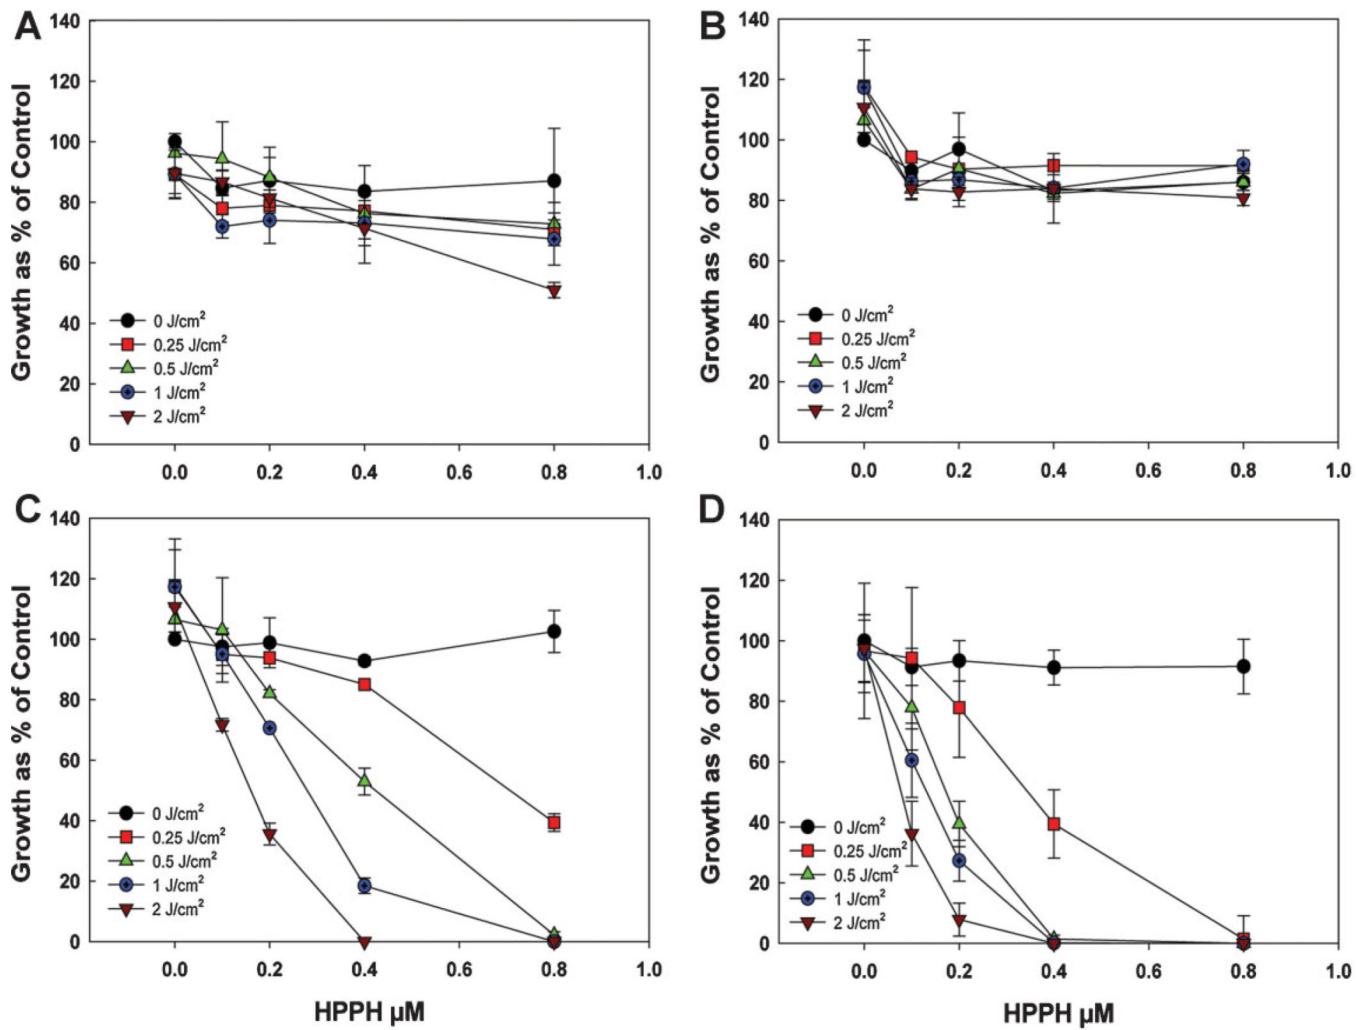 A
Growth as % of Control
140
120
100
80
60
40
20
0
0 J/cm²
0.25 J/cm²
0.5 J/cm²
1 J/cm²
2 J/cm²
0.0 0.2 0.4 0.6 0.8 1.0
B
Growth as % of Control
140
120
100
80
60
40
20
0
0 J/cm²
0.25 J/cm²
0.5 J/cm²
1 J/cm²
2 J/cm²
0.0 0.2 0.4 0.6 0.8 1.0
C
Growth as % of Control
140
120
100
80
60
40
20
0
0 J/cm²
0.25 J/cm²
0.5 J/cm²
1 J/cm²
2 J/cm²
0.0 0.2 0.4 0.6 0.8 1.0
HPPH µM
D
Growth as % of Control
140
120
100
80
60
40
20
0
0 J/cm²
0.25 J/cm²
0.5 J/cm²
1 J/cm²
2 J/cm²
0.0 0.2 0.4 0.6 0.8 1.0
HPPH µM